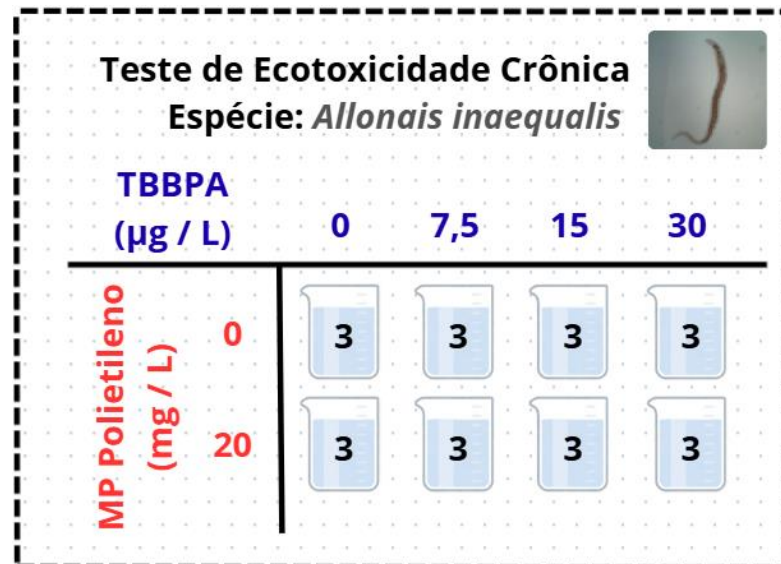 Teste de Ecotoxicidade Crônica
Espécie: Allonais inaequalis
TBBPA
(µg / L)
0 7,5 15 30
MP Polietileno
(mg / L)
0 3 3 3 3
20 3 3 3 3